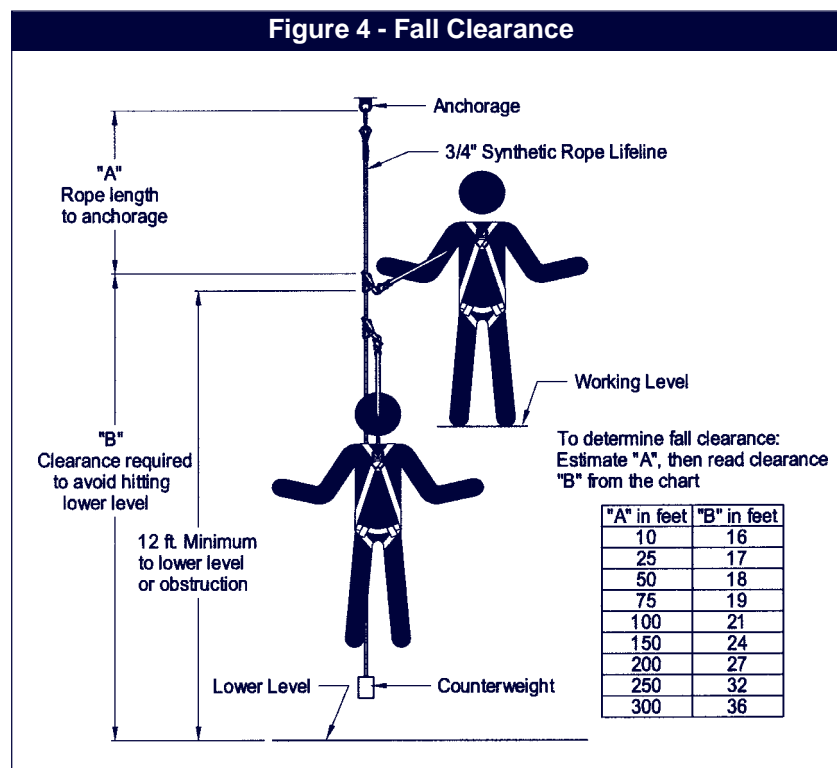 Figure 4 - Fall Clearance
Anchorage
3/4" Synthetic Rope Lifeline
"A"
Rope length
to anchorage
Working Level
"B"
Clearance required
to avoid hitting
lower level
12 ft. Minimum
to lower level
or obstruction
To determine fall clearance:
Estimate "A", then read clearance
"B" from the chart
"A" in feet "B" in feet
10 16
25 17
50 18
75 19
100 21
150 24
200 27
250 32
300 36
Lower Level
Counterweight